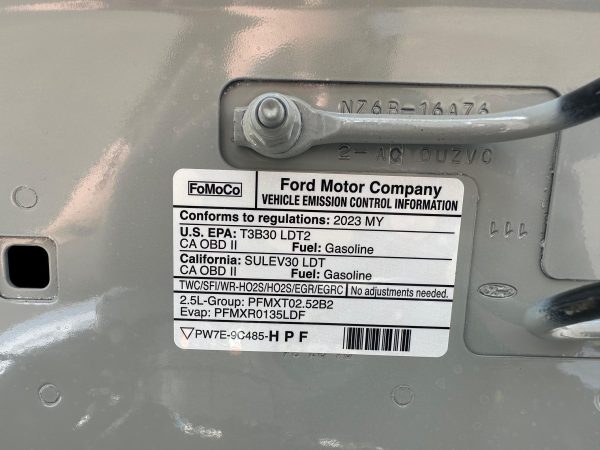 NZ6B-16A76
2-AC DUZVC
FoMoCo
Ford Motor Company
VEHICLE EMISSION CONTROL INFORMATION
Conforms to regulations: 2023 MY
U.S. EPA: T3B30 LDT2
CA OBD II Fuel: Gasoline
California: SULEV30 LDT
CA OBD II Fuel: Gasoline
TWC/SFI/WR-HO2S/HO2S/EGR/EGRC No adjustments needed.
2.5L-Group: PFMXT02.52B2
Evap: PFMXR0135LDF
PW7E-9C485-HPF